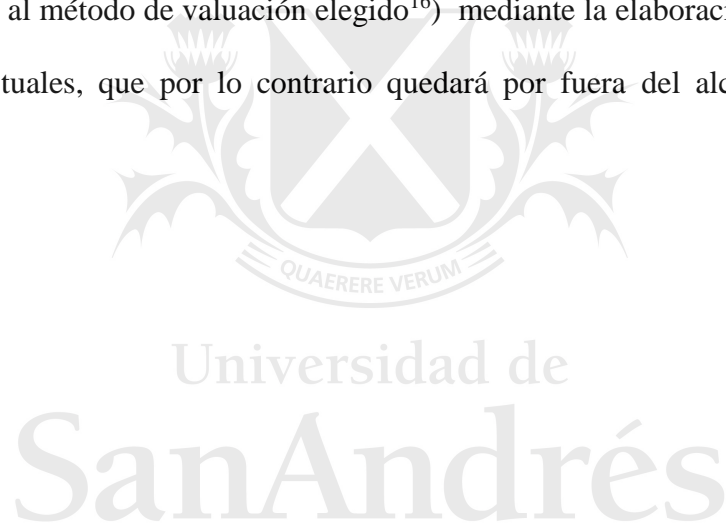 al método de valuación elegido¹⁶) mediante la elaboraci
tuales, que por lo contrario quedará por fuera del alc
QUAERERE VERUM
Universidad de
SanAndrés